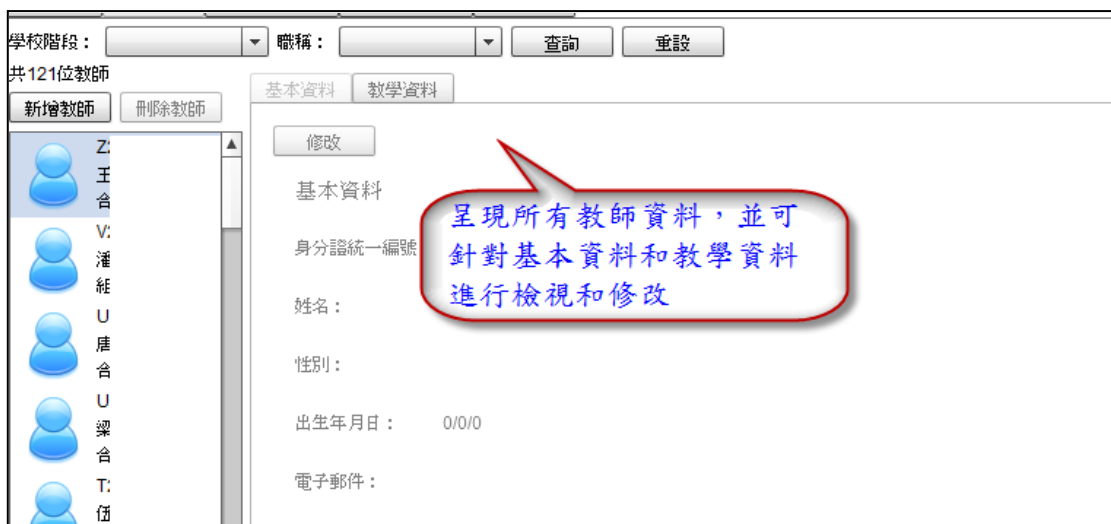 學校階段： 職稱： 查詢 重設
共121位教師
新增教師 刪除教師
基本資料 教學資料
修改
基本資料
身分證統一編號
姓名：
性別：
出生年月日： 0/0/0
電子郵件：
呈現所有教師資料，並可
針對基本資料和教學資料
進行檢視和修改
Z2
王
合
V2
潘
組
U
唐
合
U
梁
合
T2
伍